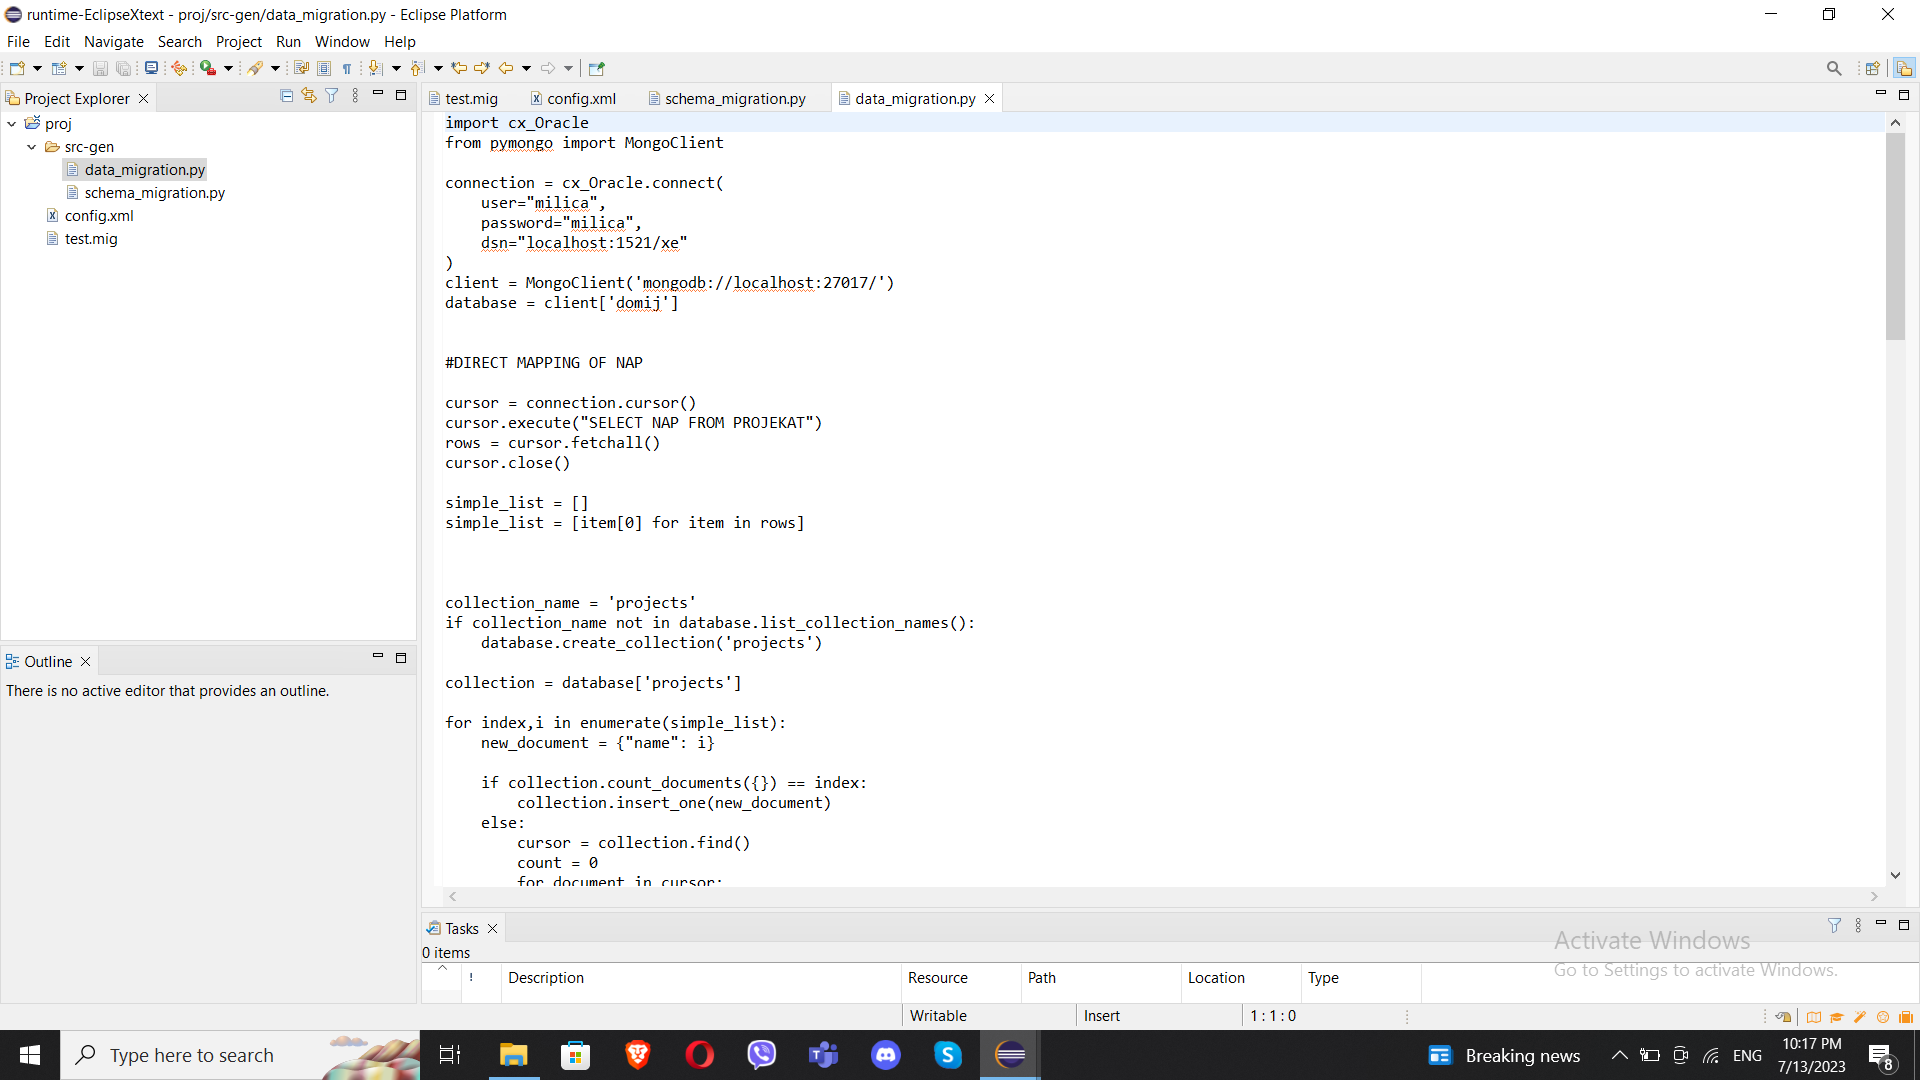 runtime-EclipseXtext - proj/src-gen/data_migration.py - Eclipse Platform
File Edit Navigate Search Project Run Window Help
Project Explorer
proj
src-gen
data_migration.py
schema_migration.py
config.xml
test.mig
Outline
There is no active editor that provides an outline.
test.mig config.xml schema_migration.py data_migration.py
import cx_Oracle
from pymongo import MongoClient
connection = cx_Oracle.connect(
    user="milica",
    password="milica",
    dsn="localhost:1521/xe"
)
client = MongoClient('mongodb://localhost:27017/')
database = client['domij']
#DIRECT MAPPING OF NAP
cursor = connection.cursor()
cursor.execute("SELECT NAP FROM PROJEKAT")
rows = cursor.fetchall()
cursor.close()
simple_list = []
simple_list = [item[0] for item in rows]
collection_name = 'projects'
if collection_name not in database.list_collection_names():
    database.create_collection('projects')
collection = database['projects']
for index,i in enumerate(simple_list):
    new_document = {"name": i}
    if collection.count_documents({}) == index:
        collection.insert_one(new_document)
    else:
        cursor = collection.find()
        count = 0
        for document in cursor:
Tasks
0 items
! Description Resource Path Location Type
Activate Windows
Go to Settings to activate Windows.
Writable Insert 1 : 1 : 0
Type here to search
Breaking news
ENG
10:17 PM
7/13/2023
8